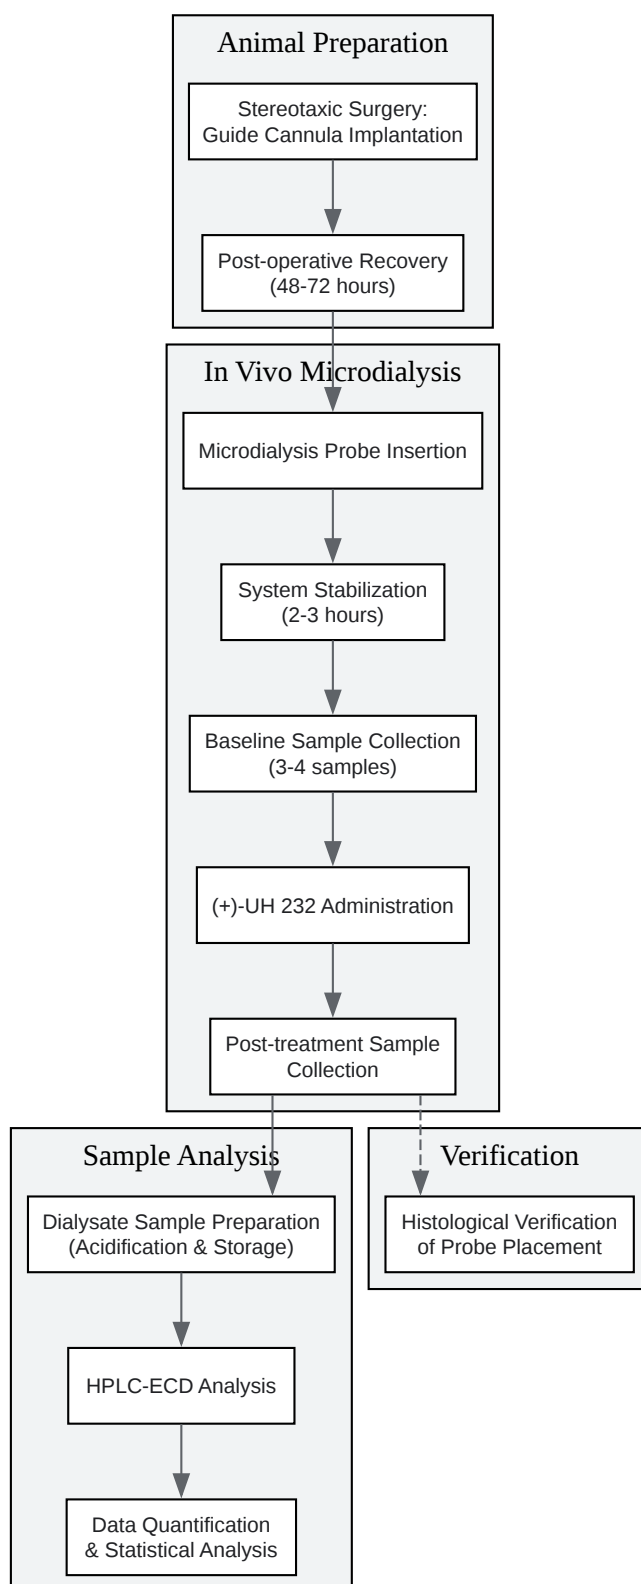 Animal Preparation
Stereotaxic Surgery:
Guide Cannula Implantation
Post-operative Recovery
(48-72 hours)
In Vivo Microdialysis
Microdialysis Probe Insertion
System Stabilization
(2-3 hours)
Baseline Sample Collection
(3-4 samples)
(+)-UH 232 Administration
Post-treatment Sample
Collection
Sample Analysis
Dialysate Sample Preparation
(Acidification & Storage)
HPLC-ECD Analysis
Data Quantification
& Statistical Analysis
Verification
Histological Verification
of Probe Placement